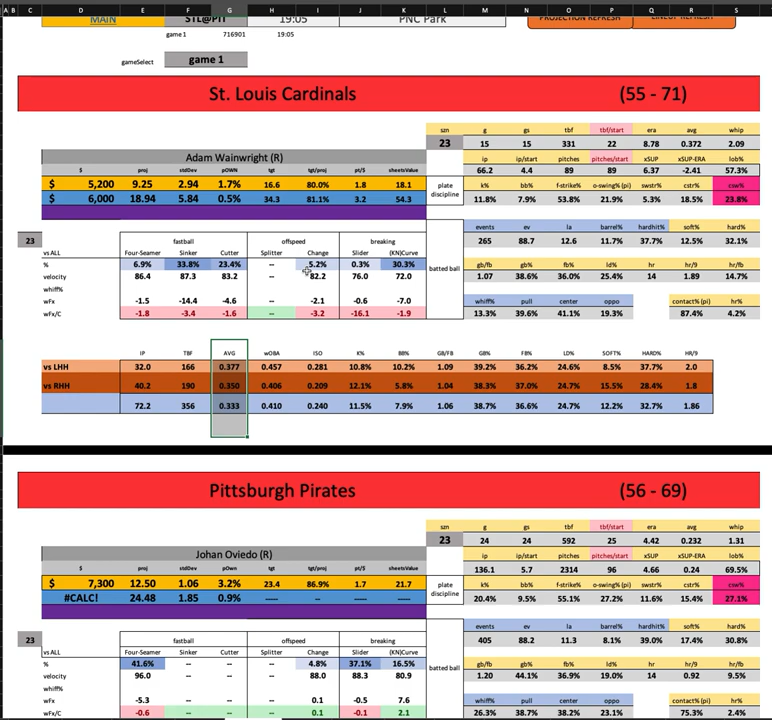 C D E F G H I J K L M N O P Q R S
MAIN STL@PIT 19:05 PNC Park PROJECTION REFRESH LINEUP REFRESH
game 1 716901 19:05
gameSelect game 1
St. Louis Cardinals (55 - 71)
szn g gs tbf tbf/start era avg whip
23 15 15 331 22 8.78 0.372 2.09
Adam Wainwright (R) ip ip/start pitches pitches/start xSUP xSUP-ERA lob%
66.2 4.4 89 89 6.37 -2.41 57.3%
$ proj stdDev pOWN tgt tgt/proj pt/$ sheetsValue
$ 5,200 9.25 2.94 1.7% 16.6 80.0% 1.8 18.1
plate discipline k% bb% f-strike% o-swing% (pi) swstr% cstr% csw%
$ 6,000 18.94 5.84 0.5% 34.3 81.1% 3.2 54.3
11.8% 7.9% 53.8% 21.9% 5.3% 18.5% 23.8%
events ev la barrel% hardhit% soft% hard%
23 fastball offspeed breaking 265 88.7 12.6 11.7% 37.7% 12.5% 32.1%
vs ALL Four-Seamer Sinker Cutter Splitter Change Slider (KN)Curve
% 6.9% 33.8% 23.4% -- 5.2% 0.3% 30.3%
batted ball gb/fb gb% fb% ld% hr hr/9 hr/fb
velocity 86.4 87.3 83.2 -- 82.2 76.0 72.0
1.07 38.6% 36.0% 25.4% 14 1.89 14.7%
whiff%
wFx -1.5 -14.4 -4.6 -- -2.1 -0.6 -7.0
whiff% pull center oppo contact% (pi) hr%
wFx/C -1.8 -3.4 -1.6 -- -3.2 -16.1 -1.9
13.3% 39.6% 41.1% 19.3% 87.4% 4.2%
IP TBF AVG wOBA ISO K% BB% GB/FB GB% FB% LD% SOFT% HARD% HR/9
vs LHH 32.0 166 0.377 0.457 0.281 10.8% 10.2% 1.09 39.2% 36.2% 24.6% 8.5% 37.7% 2.0
vs RHH 40.2 190 0.350 0.406 0.209 12.1% 5.8% 1.04 38.3% 37.0% 24.7% 15.5% 28.4% 1.8
72.2 356 0.333 0.410 0.240 11.5% 7.9% 1.06 38.7% 36.6% 24.7% 12.2% 32.7% 1.86
Pittsburgh Pirates (56 - 69)
szn g gs tbf tbf/start era avg whip
23 24 24 592 25 4.42 0.232 1.31
Johan Oviedo (R) ip ip/start pitches pitches/start xSUP xSUP-ERA lob%
136.1 5.7 2314 96 4.66 0.24 69.5%
$ proj stdDev pOWN tgt tgt/proj pt/$ sheetsValue
$ 7,300 12.50 1.06 3.2% 23.4 86.9% 1.7 21.7
plate discipline k% bb% f-strike% o-swing% (pi) swstr% cstr% csw%
#CALC! 24.48 1.85 0.9% ---- ---- ---- ----
20.4% 9.5% 55.1% 27.2% 11.6% 15.4% 27.1%
events ev la barrel% hardhit% soft% hard%
23 fastball offspeed breaking 405 88.2 11.3 8.1% 39.0% 17.4% 30.8%
vs ALL Four-Seamer Sinker Cutter Splitter Change Slider (KN)Curve
% 41.6% -- -- -- 4.8% 37.1% 16.5%
batted ball gb/fb gb% fb% ld% hr hr/9 hr/fb
velocity 96.0 -- -- -- 88.0 88.3 80.9
1.20 44.1% 36.9% 19.0% 14 0.92 9.5%
whiff%
wFx -5.3 -- -- -- 0.1 -0.5 7.6
whiff% pull center oppo contact% (pi) hr%
wFx/C -0.6 -- -- -- 0.1 -0.1 2.1
26.3% 38.7% 38.2% 23.1% 75.3% 2.4%